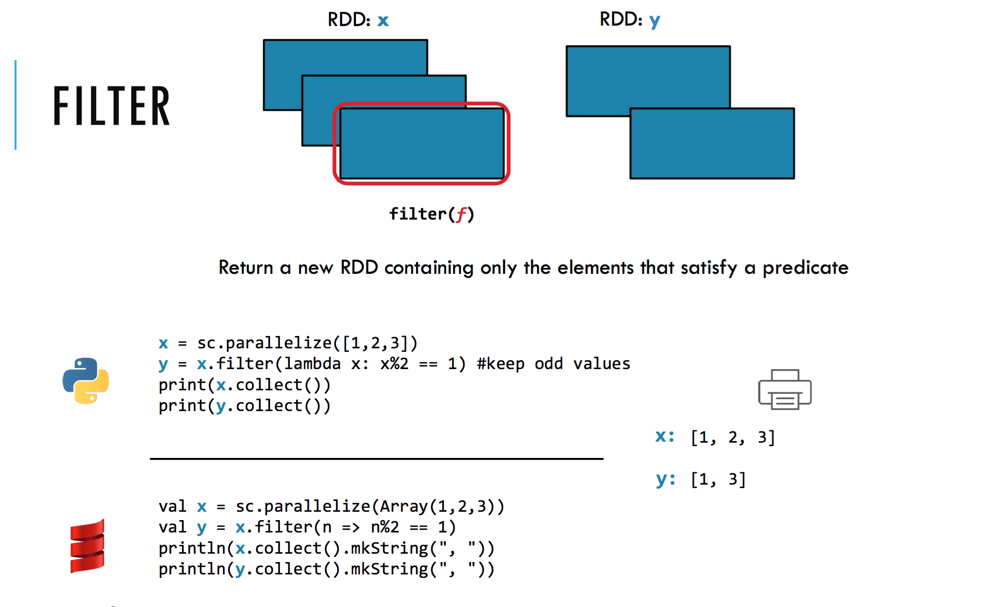 RDD: x
RDD: y
FILTER
filter(f)
Return a new RDD containing only the elements that satisfy a predicate
x = sc.parallelize([1,2,3])
y = x.filter(lambda x: x%2 == 1) #keep odd values
print(x.collect())
print(y.collect())
x: [1, 2, 3]
y: [1, 3]
val x = sc.parallelize(Array(1,2,3))
val y = x.filter(n => n%2 == 1)
println(x.collect().mkString(", "))
println(y.collect().mkString(", "))